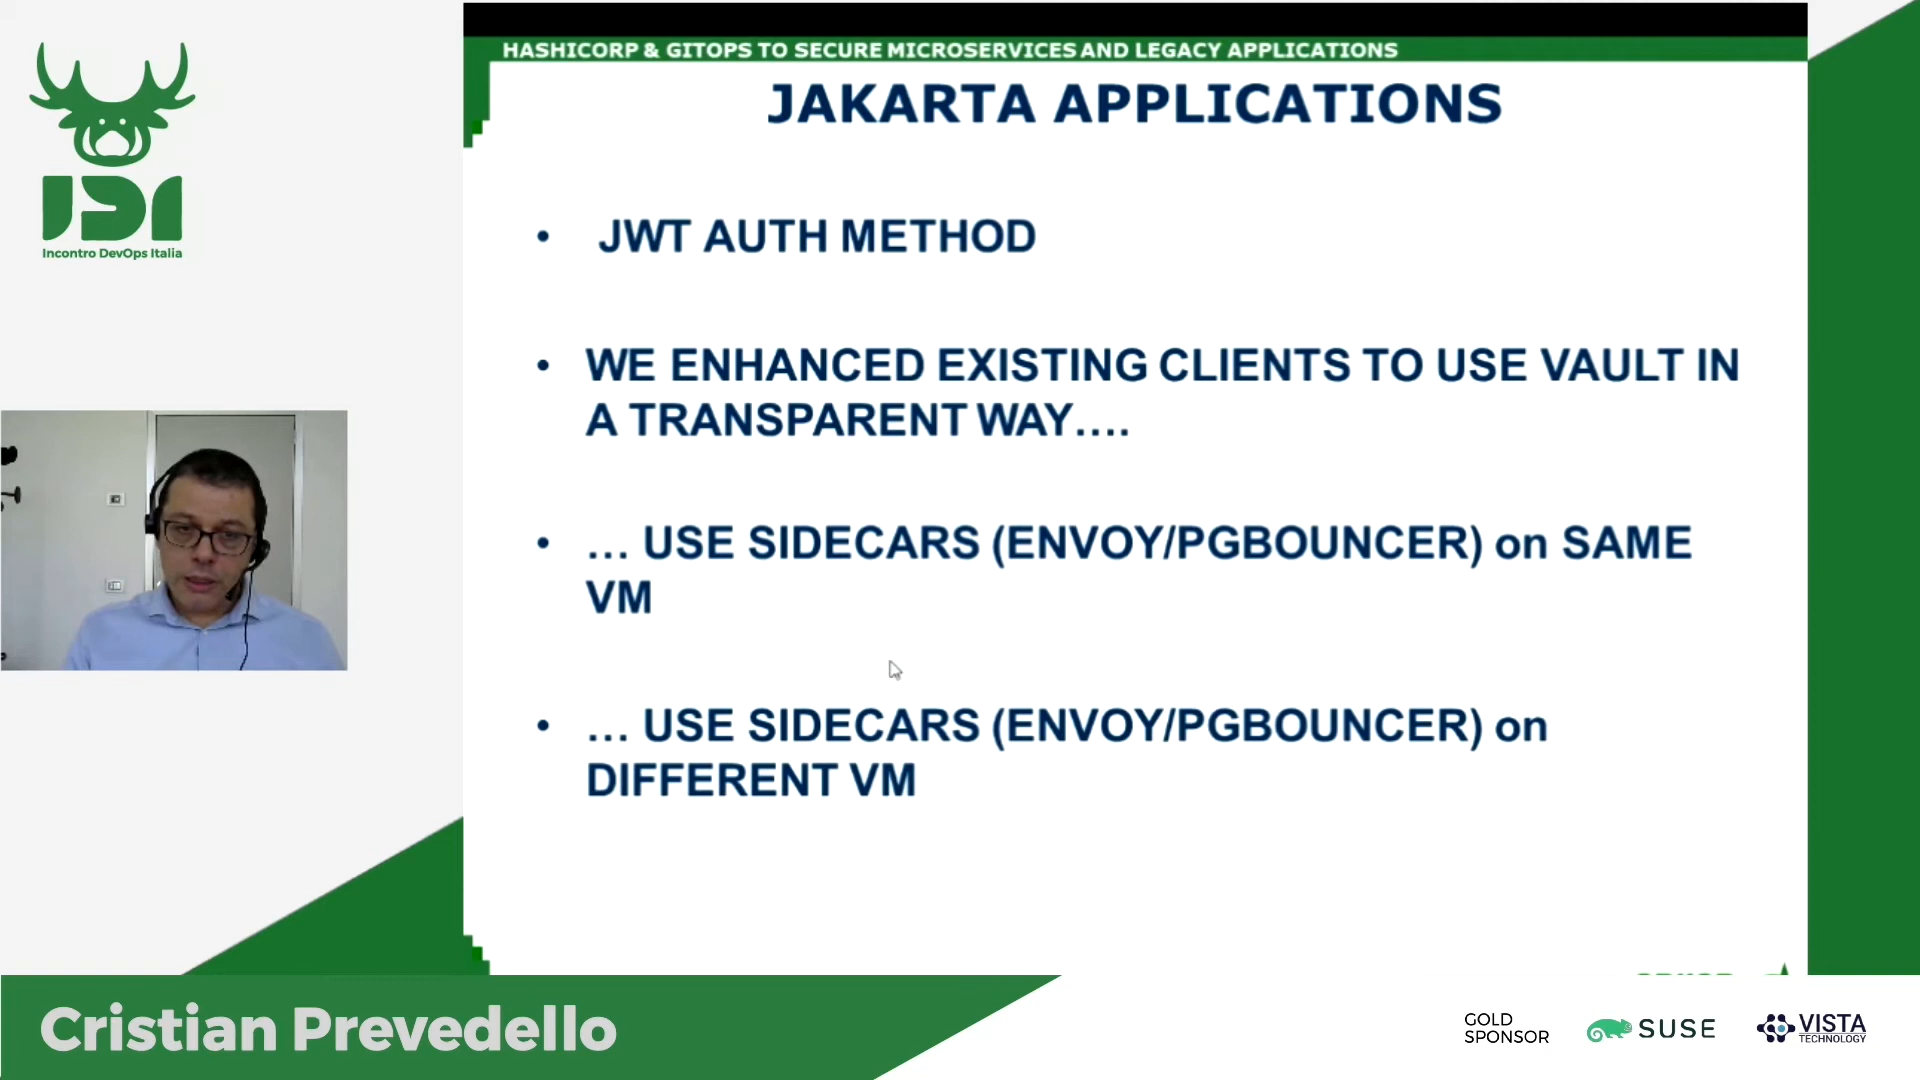 HASHICORP & GITOPS TO SECURE MICROSERVICES AND LEGACY APPLICATIONS
JAKARTA APPLICATIONS
IDI
Incontro DevOps Italia
• JWT AUTH METHOD
• WE ENHANCED EXISTING CLIENTS TO USE VAULT IN
A TRANSPARENT WAY....
• ... USE SIDECARS (ENVOY/PGBOUNCER) on SAME
VM
• ... USE SIDECARS (ENVOY/PGBOUNCER) on
DIFFERENT VM
Cristian Prevedello
GOLD
SPONSOR
SUSE
VISTA
TECHNOLOGY